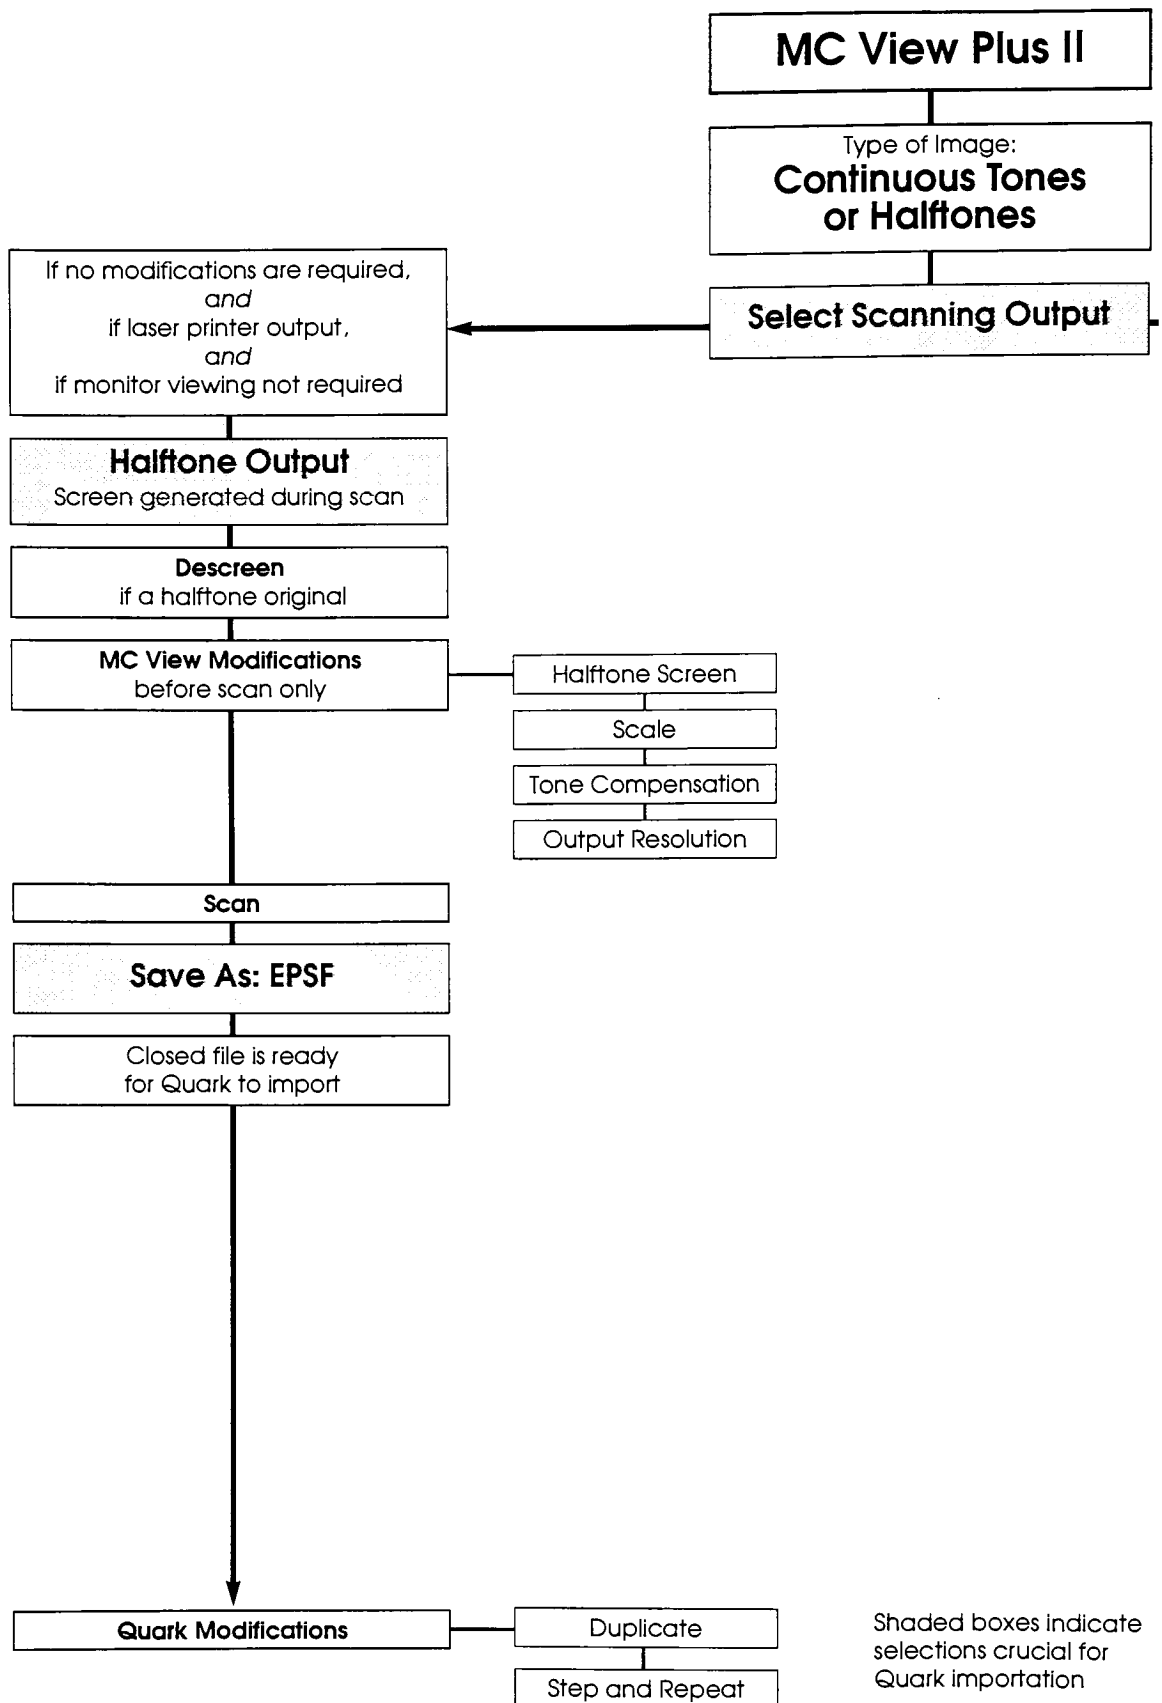 MC View Plus II
Type of Image:
Continuous Tones
or Halftones
Select Scanning Output
If no modifications are required,
and
if laser printer output,
and
if monitor viewing not required
Halftone Output
Screen generated during scan
Descreen
if a halftone original
MC View Modifications
before scan only
Halftone Screen
Scale
Tone Compensation
Output Resolution
Scan
Save As: EPSF
Closed file is ready
for Quark to import
Quark Modifications
Duplicate
Step and Repeat
Shaded boxes indicate
selections crucial for
Quark importation